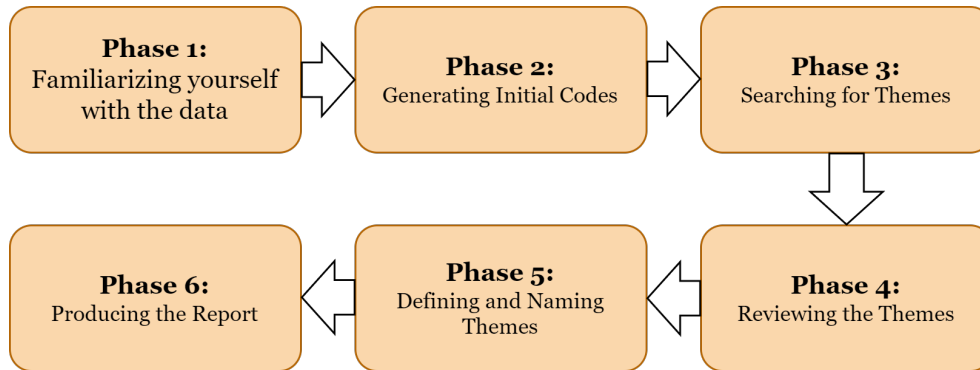 Phase 1:
Familiarizing yourself
with the data
Phase 2:
Generating Initial Codes
Phase 3:
Searching for Themes
Phase 4:
Reviewing the Themes
Phase 5:
Defining and Naming
Themes
Phase 6:
Producing the Report